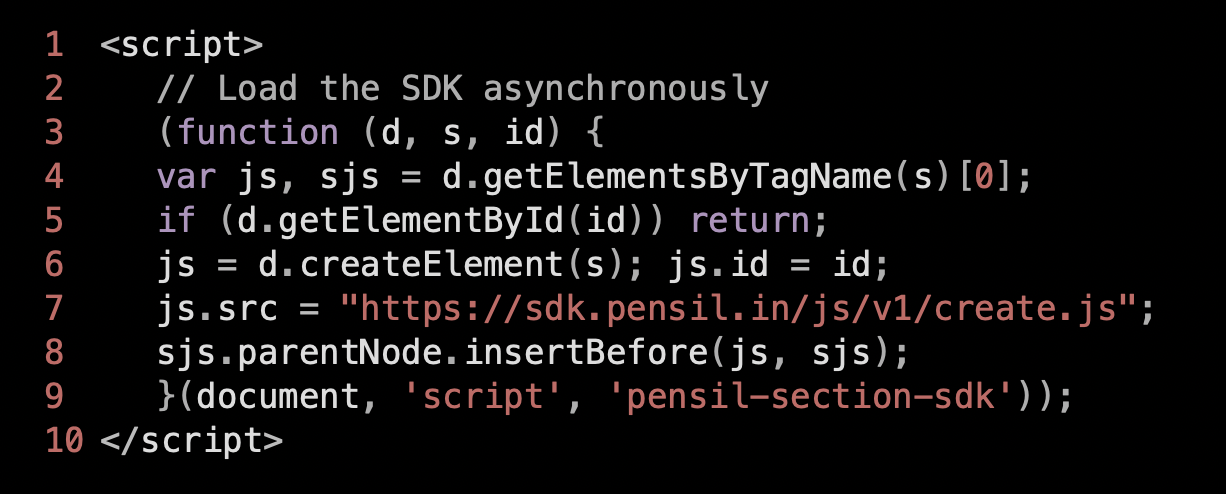 1 <script>
2 // Load the SDK asynchronously
3 (function (d, s, id) {
4 var js, sjs = d.getElementsByTagName(s)[0];
5 if (d.getElementById(id)) return;
6 js = d.createElement(s); js.id = id;
7 js.src = "https://sdk.pensil.in/js/v1/create.js";
8 sjs.parentNode.insertBefore(js, sjs);
9 }(document, 'script', 'pensil-section-sdk'));
10 </script>